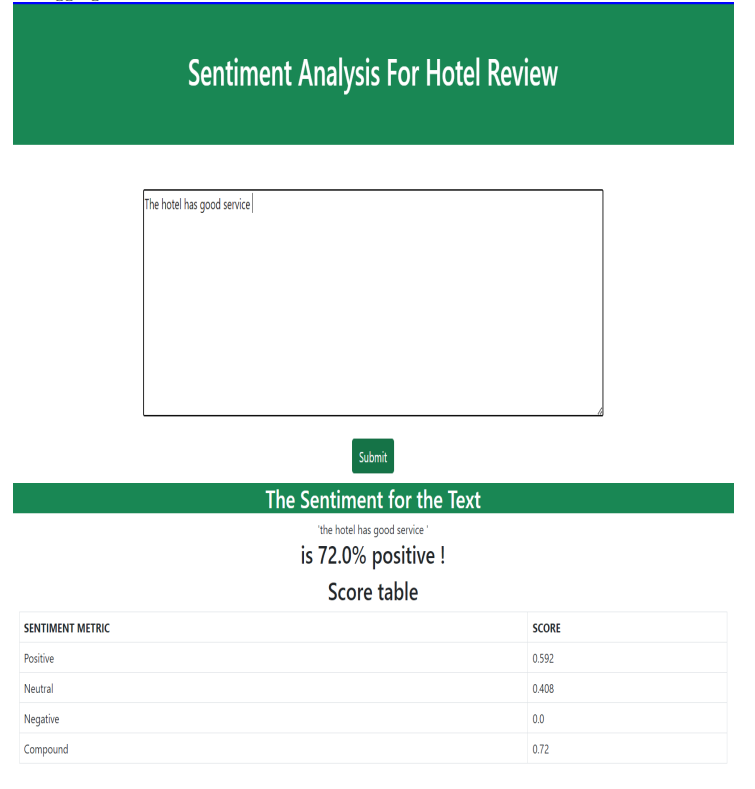 Sentiment Analysis For Hotel Review
The hotel has good service
Submit
The Sentiment for the Text
'the hotel has good service '
is 72.0% positive !
Score table
SENTIMENT METRIC SCORE
Positive 0.592
Neutral 0.408
Negative 0.0
Compound 0.72